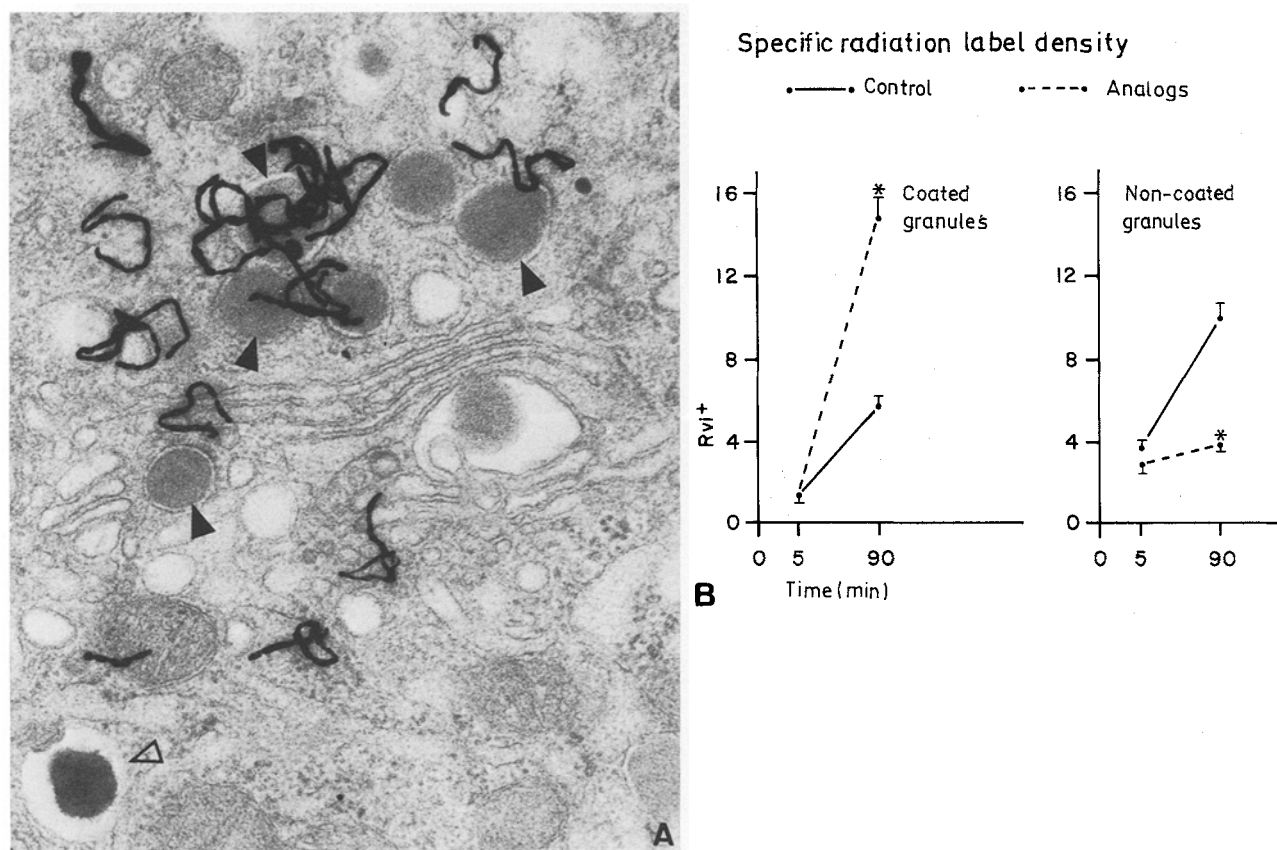 A
Specific radiation label density
Control
Analogs
Rvi+
16
12
8
4
0
0 5 90
Time (min)
*
Coated
granules
16
12
8
4
0
0 5 90
*
Non-coated
granules
B